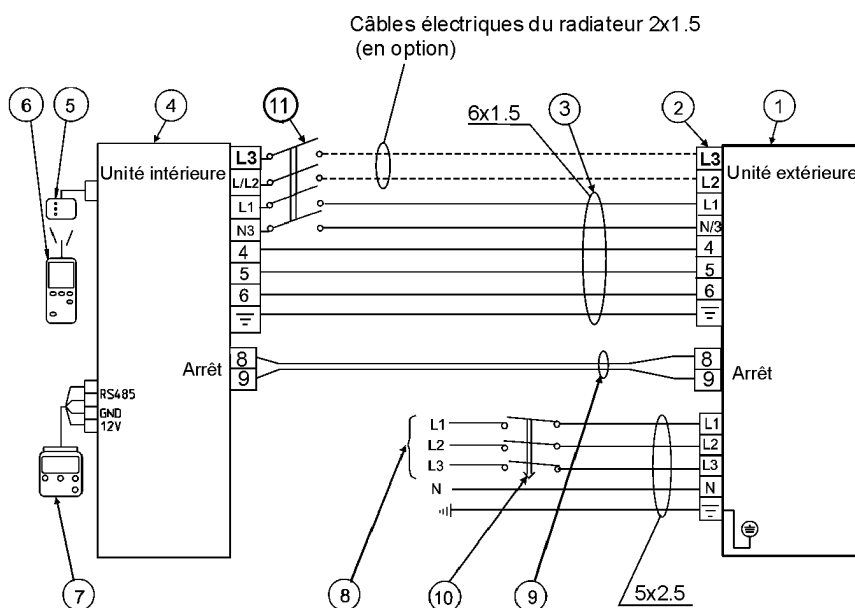 Câbles électriques du radiateur 2x1.5
(en option)
6
5
4
11
6x1.5
3
2
1
Unité intérieure
L3
L/L2
L1
N3
4
5
6
L3
L2
L1
N/3
4
5
6
Unité extérieure
Arrêt
8
9
8
9
Arrêt
RS485
GND
12V
L1
L2
L3
N
L1
L2
L3
N
7
8
10
9
5x2.5